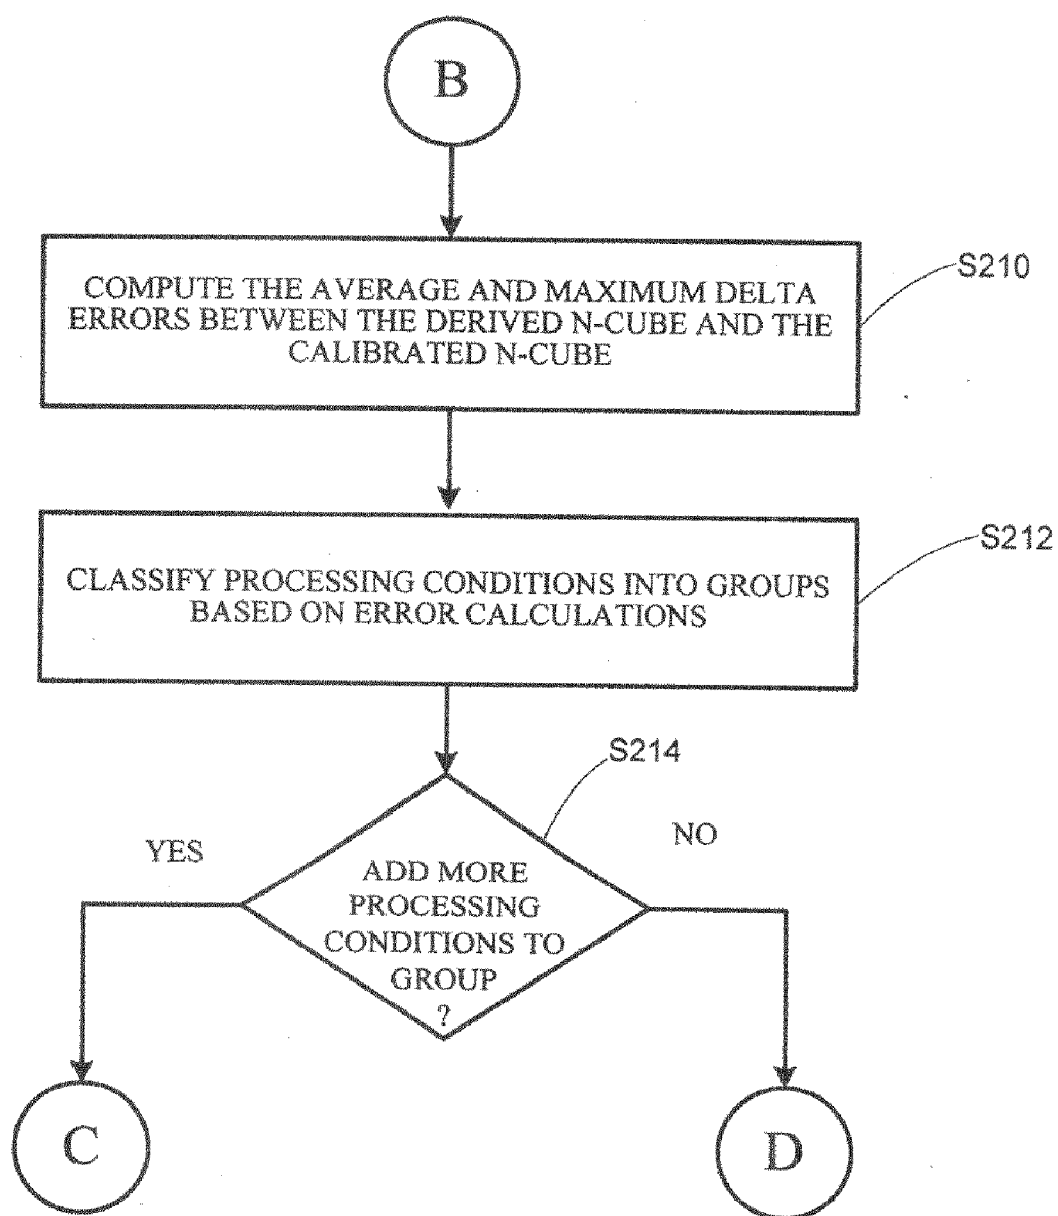 B
COMPUTE THE AVERAGE AND MAXIMUM DELTA
ERRORS BETWEEN THE DERIVED N-CUBE AND THE
CALIBRATED N-CUBE
S210
CLASSIFY PROCESSING CONDITIONS INTO GROUPS
BASED ON ERROR CALCULATIONS
S212
S214
YES
NO
ADD MORE
PROCESSING
CONDITIONS TO
GROUP
?
C
D